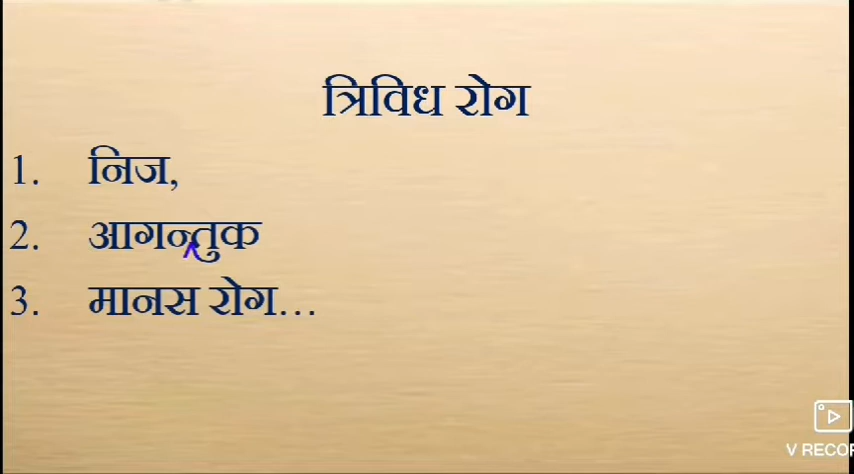 त्रिविध रोग
1. निज,
2. आगन्तुक
3. मानस रोग...
V RECOR